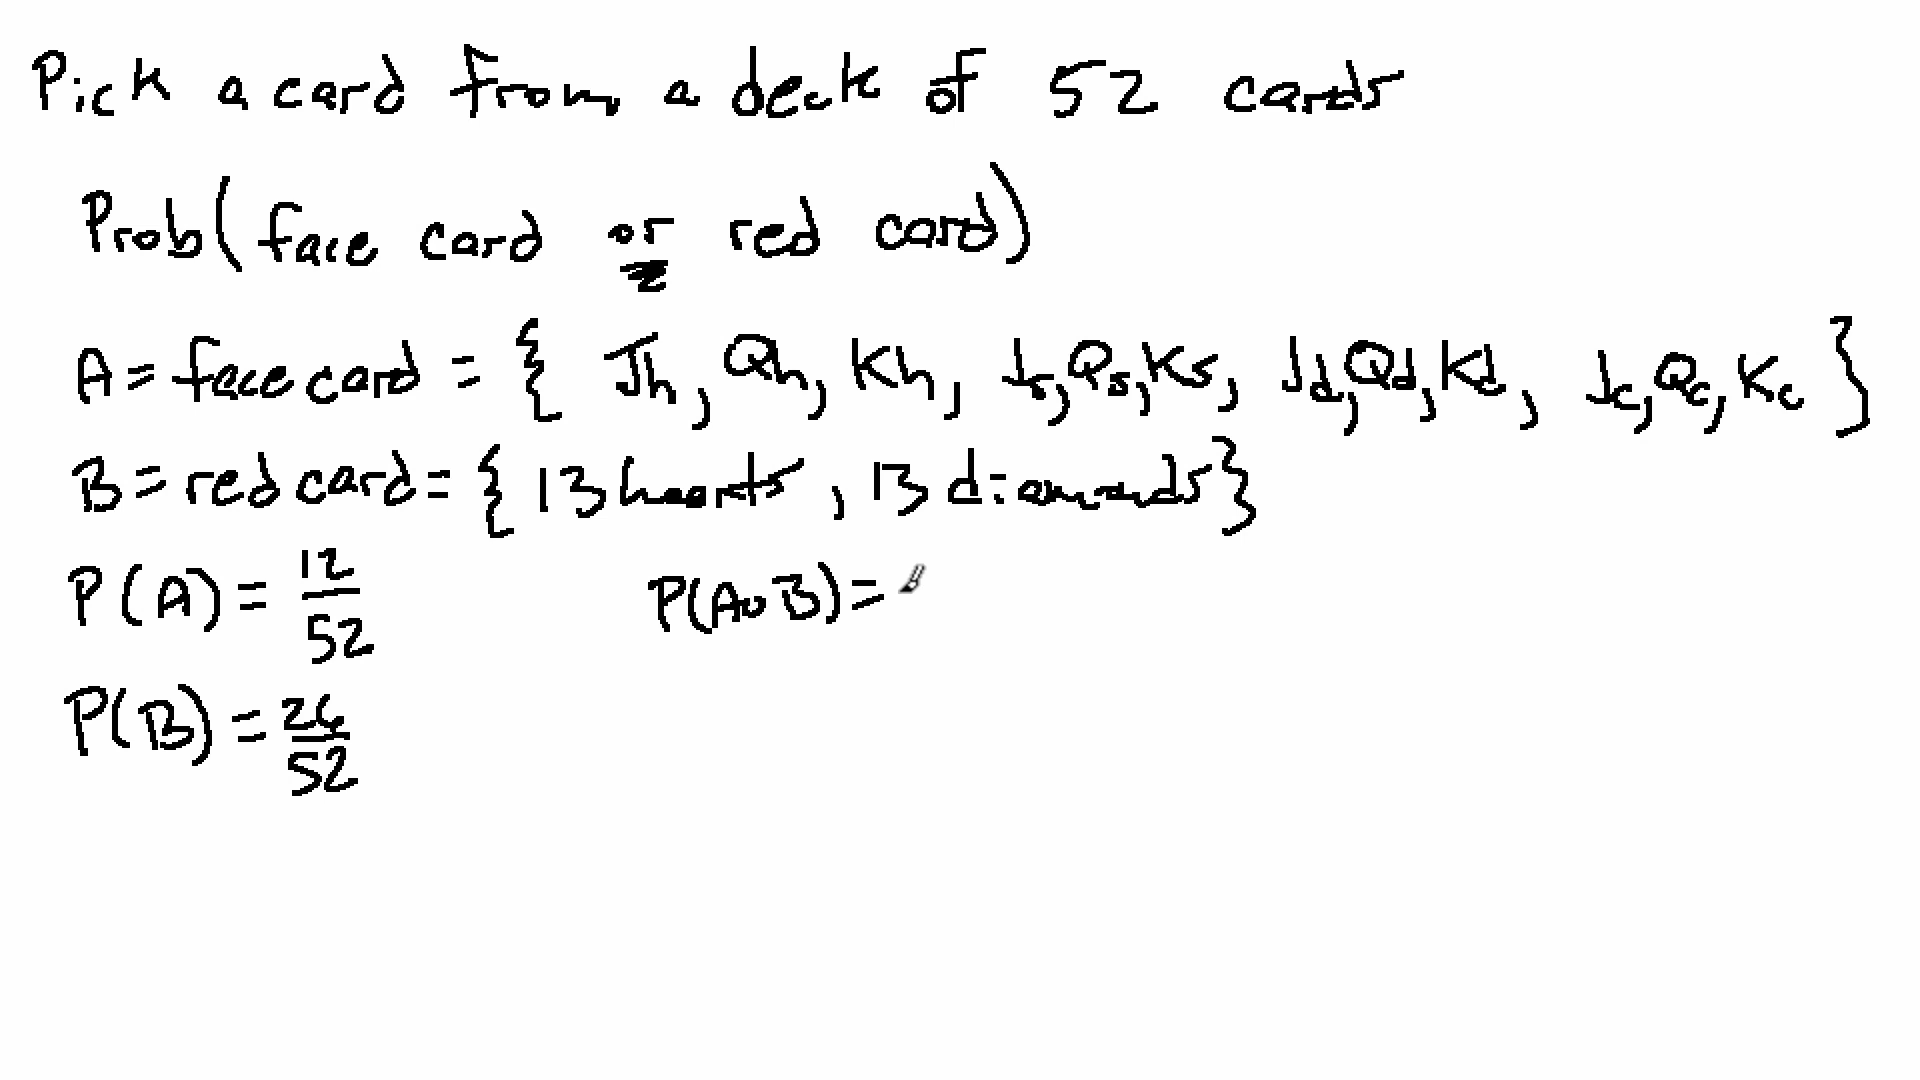 Pick a card from a deck of 52 cards
Prob(face card or red card)
A = face card = { Jh, Qh, Kh, Js, Qs, Ks, Jd, Qd, Kd, Jc, Qc, Kc }
B = red card = { 13 hearts, 13 diamonds }
P(A) = 12/52 P(A∪B) =
P(B) = 26/52